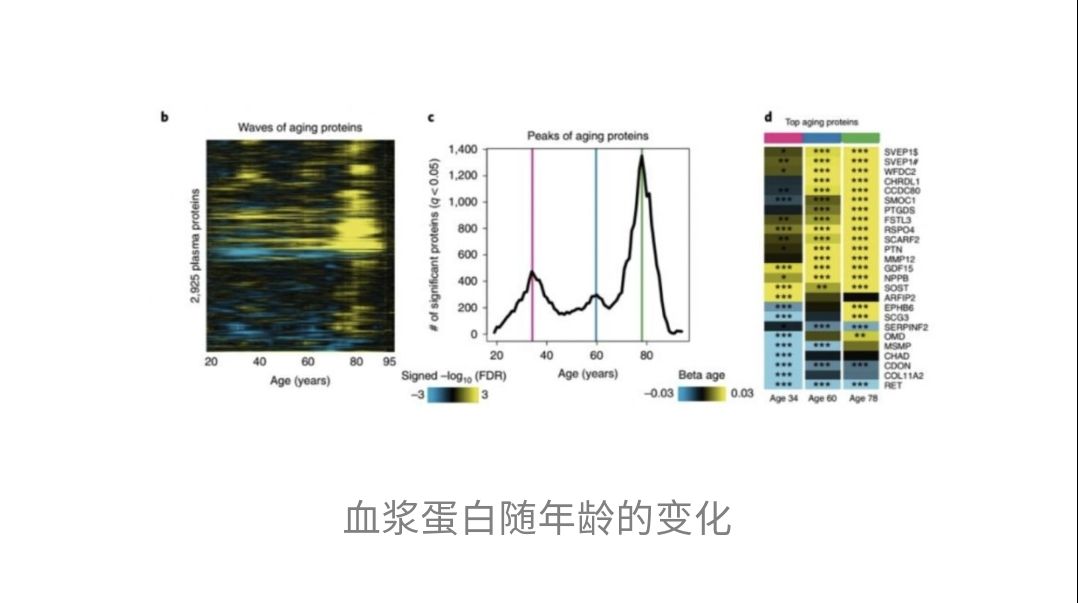 b
Waves of aging proteins
2,925 plasma proteins
20 40 60 80 95
Age (years)
c
Peaks of aging proteins
# of significant proteins (q < 0.05)
1,400
1,200
1,000
800
600
400
200
0
20 40 60 80
Age (years)
Signed –log10 (FDR)
–3 3
Beta age
–0.03 0.03
d
Top aging proteins
* *** *** SVEP1$
** *** *** SVEP1#
* *** *** WFDC2
*** *** CHRDL1
** *** *** CCDC80
*** *** *** SMOC1
*** *** PTGDS
** *** *** FSTL3
*** *** *** RSPO4
** *** *** SCARF2
* *** *** PTN
*** *** MMP12
*** *** *** GDF15
* *** *** NPPB
*** ** *** SOST
*** ARFIP2
*** *** EPHB6
*** *** SCG3
* *** *** SERPINF2
*** ** OMD
*** *** MSMP
*** CHAD
*** *** *** CDON
*** COL11A2
*** *** *** RET
Age 34 Age 60 Age 78
血浆蛋白随年龄的变化